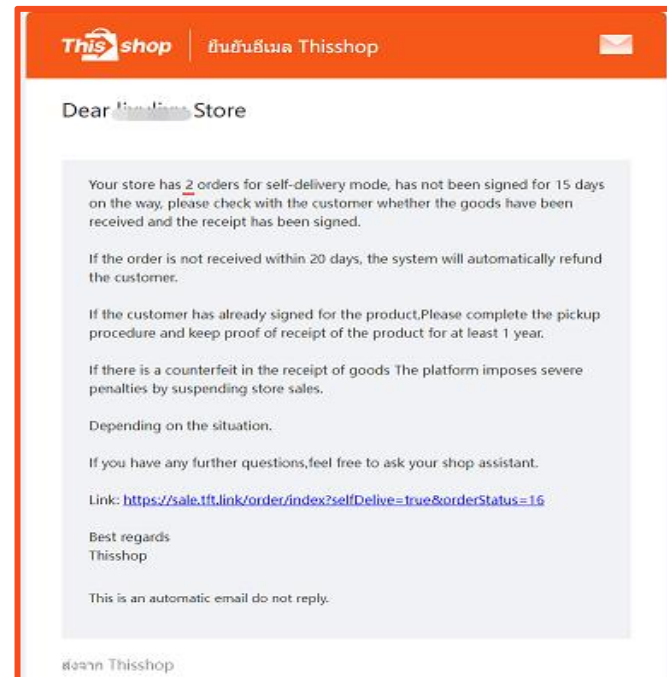 This shop ยืนยันอีเมล Thisshop
Dear Store
Your store has 2 orders for self-delivery mode, has not been signed for 15 days
on the way, please check with the customer whether the goods have been
received and the receipt has been signed.
If the order is not received within 20 days, the system will automatically refund
the customer.
If the customer has already signed for the product,Please complete the pickup
procedure and keep proof of receipt of the product for at least 1 year.
If there is a counterfeit in the receipt of goods The platform imposes severe
penalties by suspending store sales.
Depending on the situation.
If you have any further questions,feel free to ask your shop assistant.
Link: https://sale.tft.link/order/index?selfDelive=true&orderStatus=16
Best regards
Thisshop
This is an automatic email do not reply.
ส่งจาก Thisshop